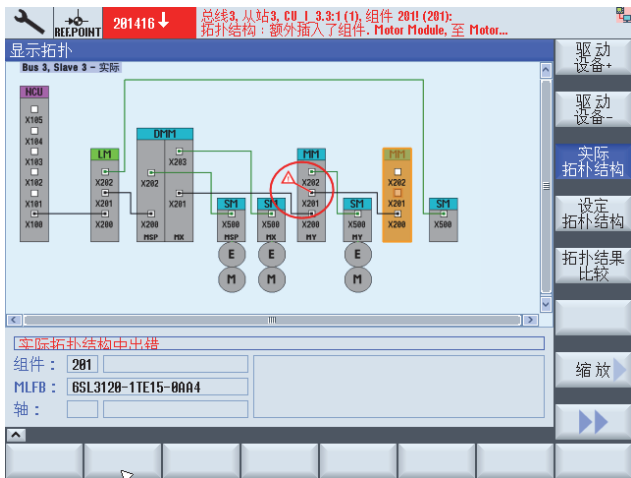 REF.POINT
201416
总线3, 从站3, CU_I_3.3:1 (1), 组件 201! (201):
拓扑结构：额外插入了组件. Motor Module, 至 Motor...
显示拓扑
Bus 3, Slave 3 - 实际
NCU
X105
X104
X103
X102
X101
X100
LM
X202
X201
X200
DMM
X203
X202
X201
X200
MSP
MX
SM
X500
MSP
E
M
SM
X500
MX
E
M
MM
X202
X201
X200
MY
SM
X500
MY
E
M
MM
X202
X201
X200
SM
X500
实际拓扑结构中出错
组件： 201
MLFB： 6SL3120-1TE15-0AA4
轴：
驱动
设备+
驱动
设备-
实际
拓扑结构
设定
拓扑结构
拓扑结果
比较
缩放